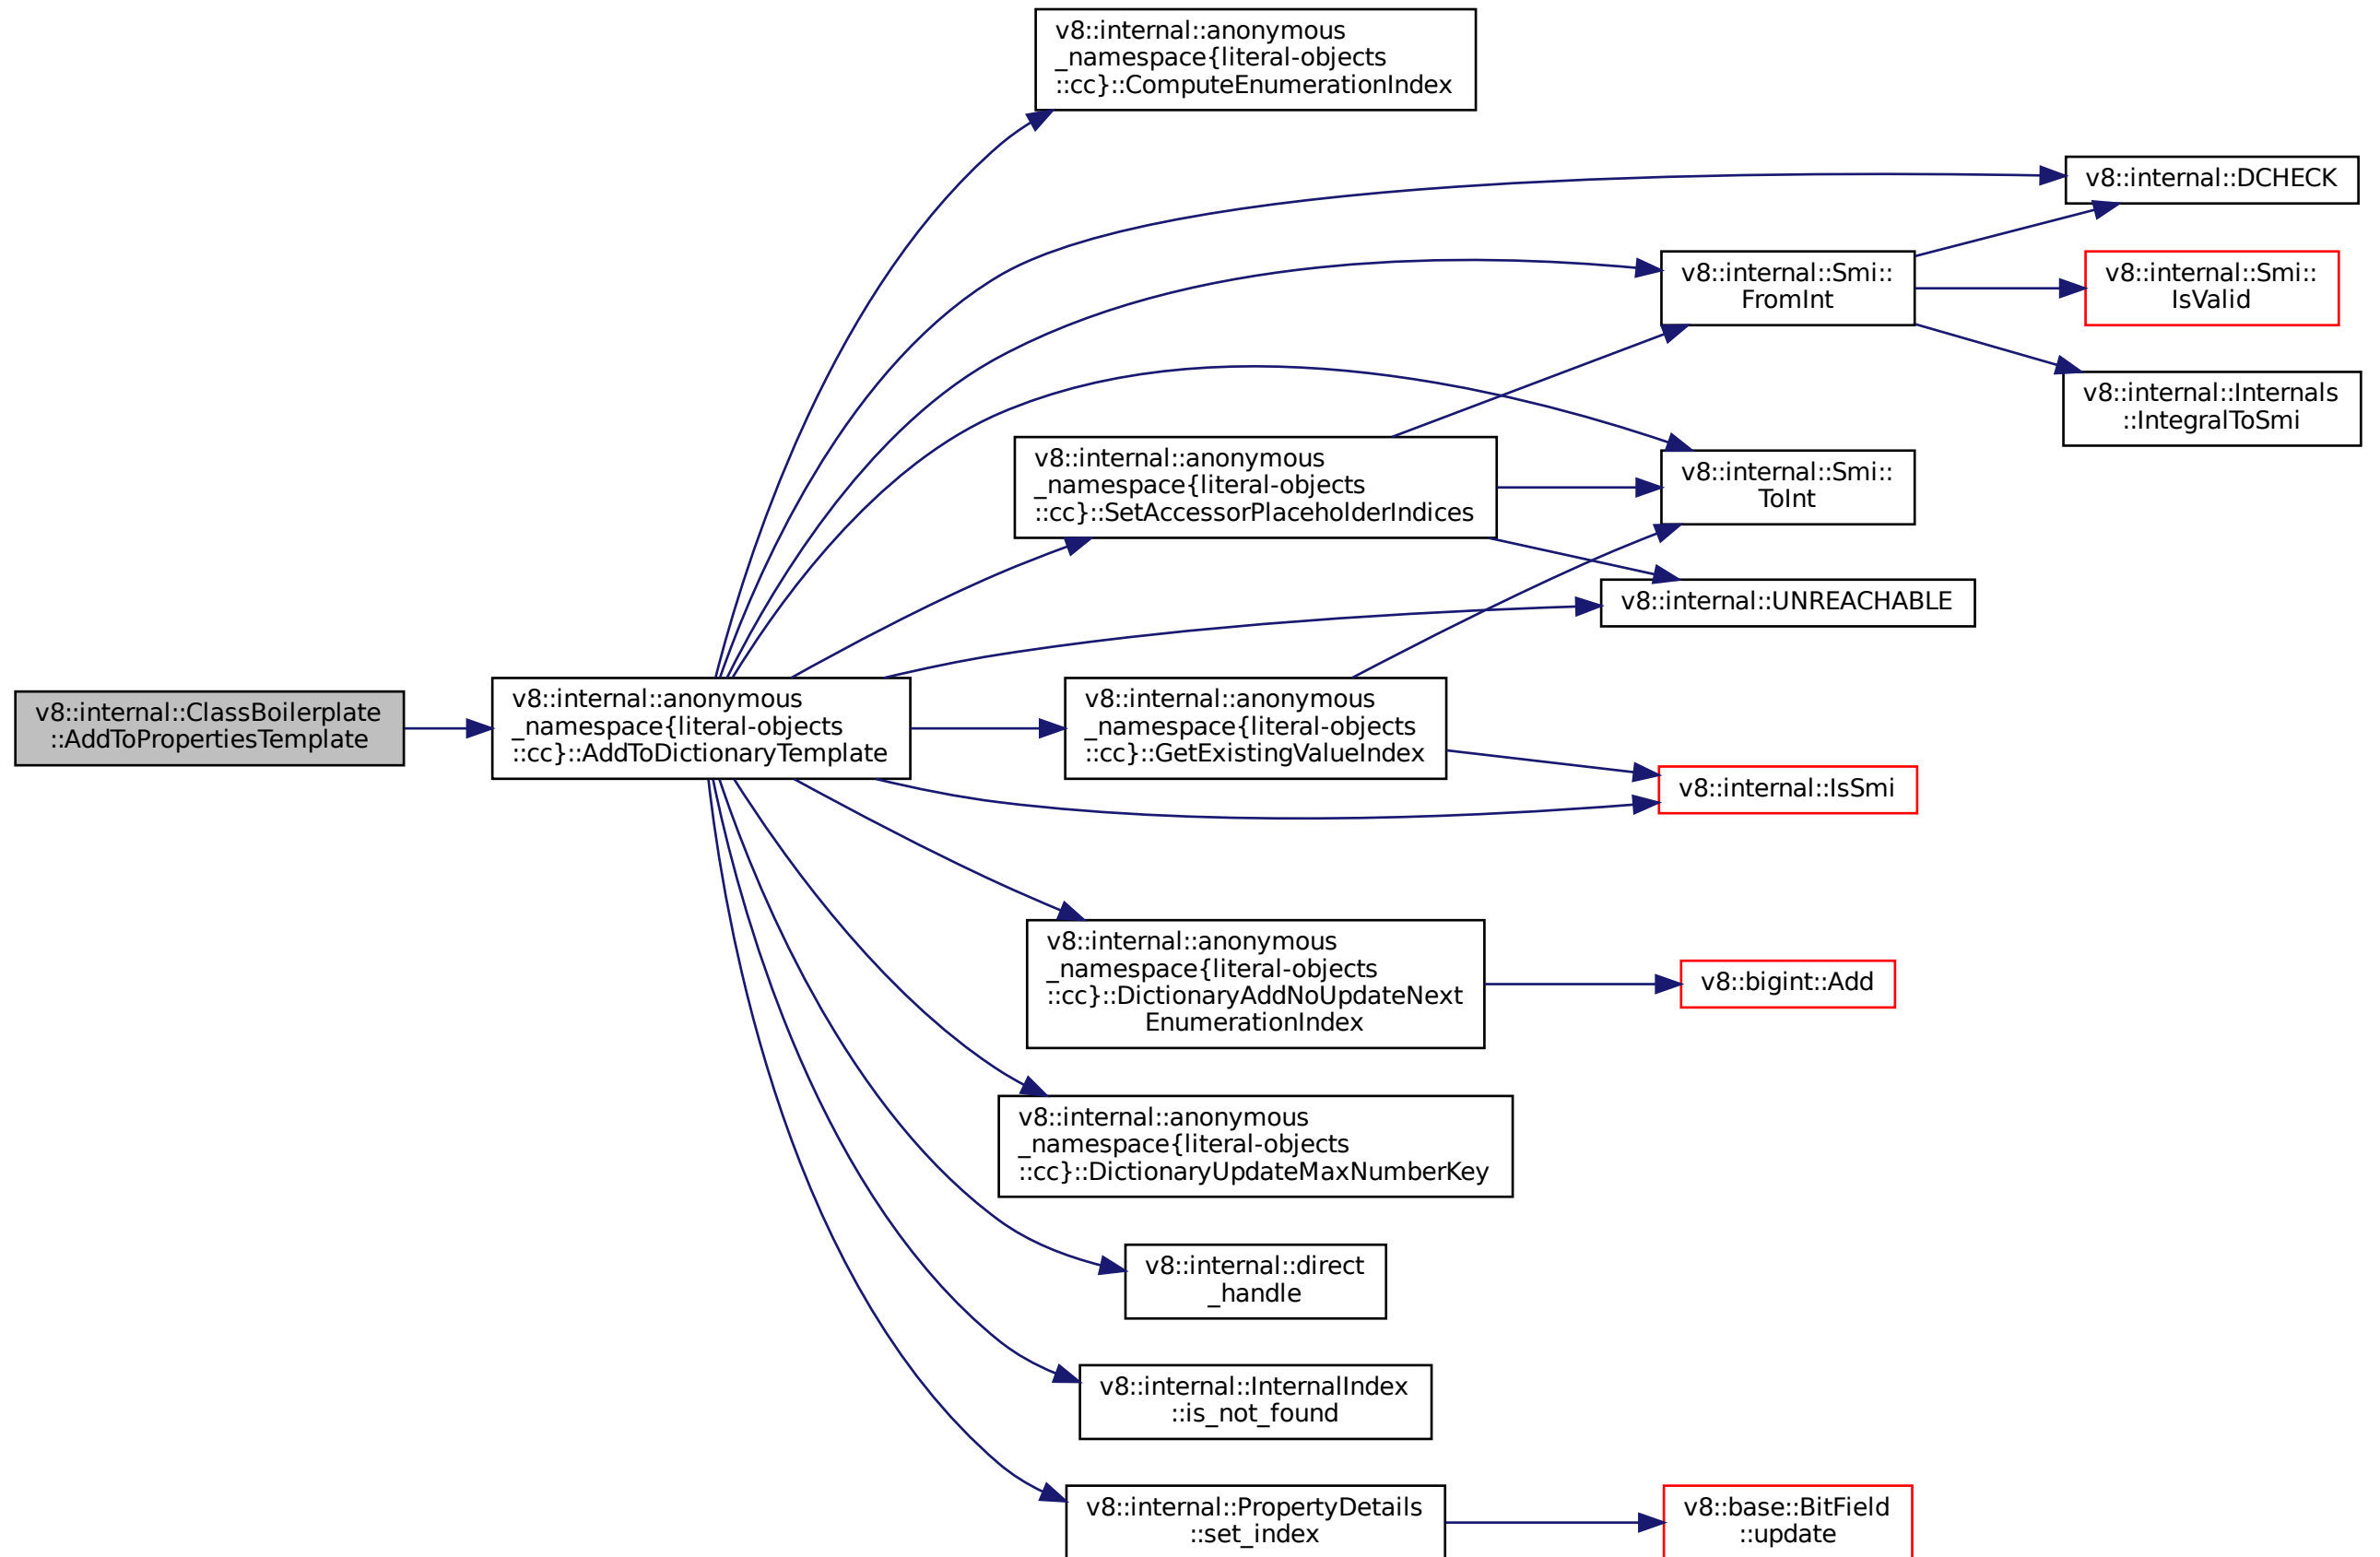 v8::internal::anonymous
_namespace{literal-objects
::cc}::ComputeEnumerationIndex
v8::internal::DCHECK
v8::internal::Smi::
FromInt
v8::internal::Smi::
IsValid
v8::internal::Internals
::IntegralToSmi
v8::internal::anonymous
_namespace{literal-objects
::cc}::SetAccessorPlaceholderIndices
v8::internal::Smi::
ToInt
v8::internal::UNREACHABLE
v8::internal::ClassBoilerplate
::AddToPropertiesTemplate
v8::internal::anonymous
_namespace{literal-objects
::cc}::AddToDictionaryTemplate
v8::internal::anonymous
_namespace{literal-objects
::cc}::GetExistingValueIndex
v8::internal::IsSmi
v8::internal::anonymous
_namespace{literal-objects
::cc}::DictionaryAddNoUpdateNext
EnumerationIndex
v8::bigint::Add
v8::internal::anonymous
_namespace{literal-objects
::cc}::DictionaryUpdateMaxNumberKey
v8::internal::direct
_handle
v8::internal::InternalIndex
::is_not_found
v8::internal::PropertyDetails
::set_index
v8::base::BitField
::update